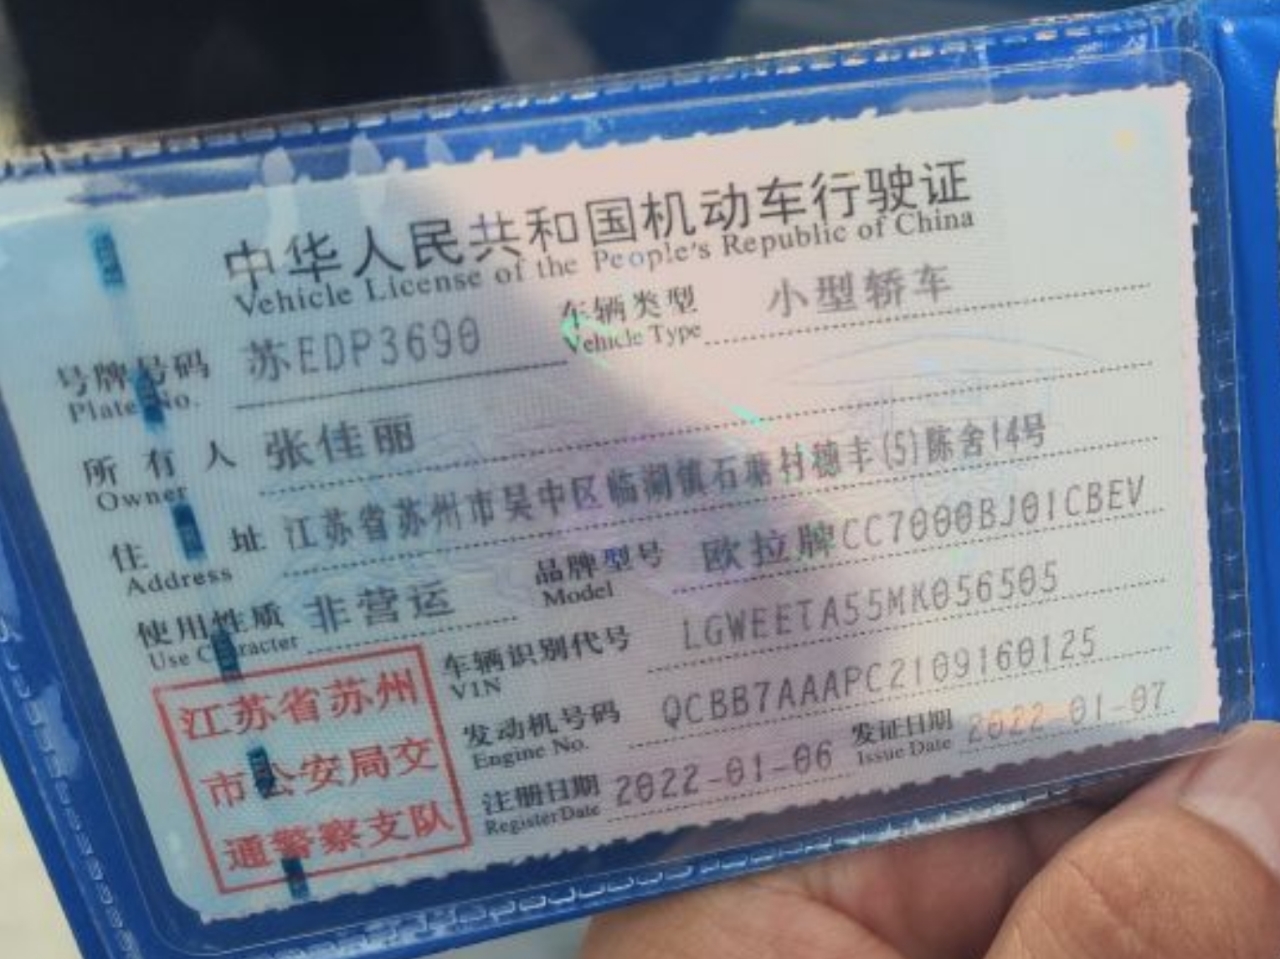 中华人民共和国机动车行驶证
Vehicle License of the People's Republic of China
号牌号码 苏EDP3690 车辆类型 小型轿车
Plate No. Vehicle Type
所有人 张佳丽
Owner
住址 江苏省苏州市吴中区临湖镇石塘村穗丰(5)陈舍14号
Address
使用性质 非营运 品牌型号 欧拉牌CC7000BJ01CBEV
Use Character Model
车辆识别代号 LGWEETA55MK056505
VIN
发动机号码 QCBB7AAAPC2109160125
Engine No.
注册日期 2022-01-06 发证日期 2022-01-07
Register Date Issue Date
江苏省苏州
市公安局交
通警察支队